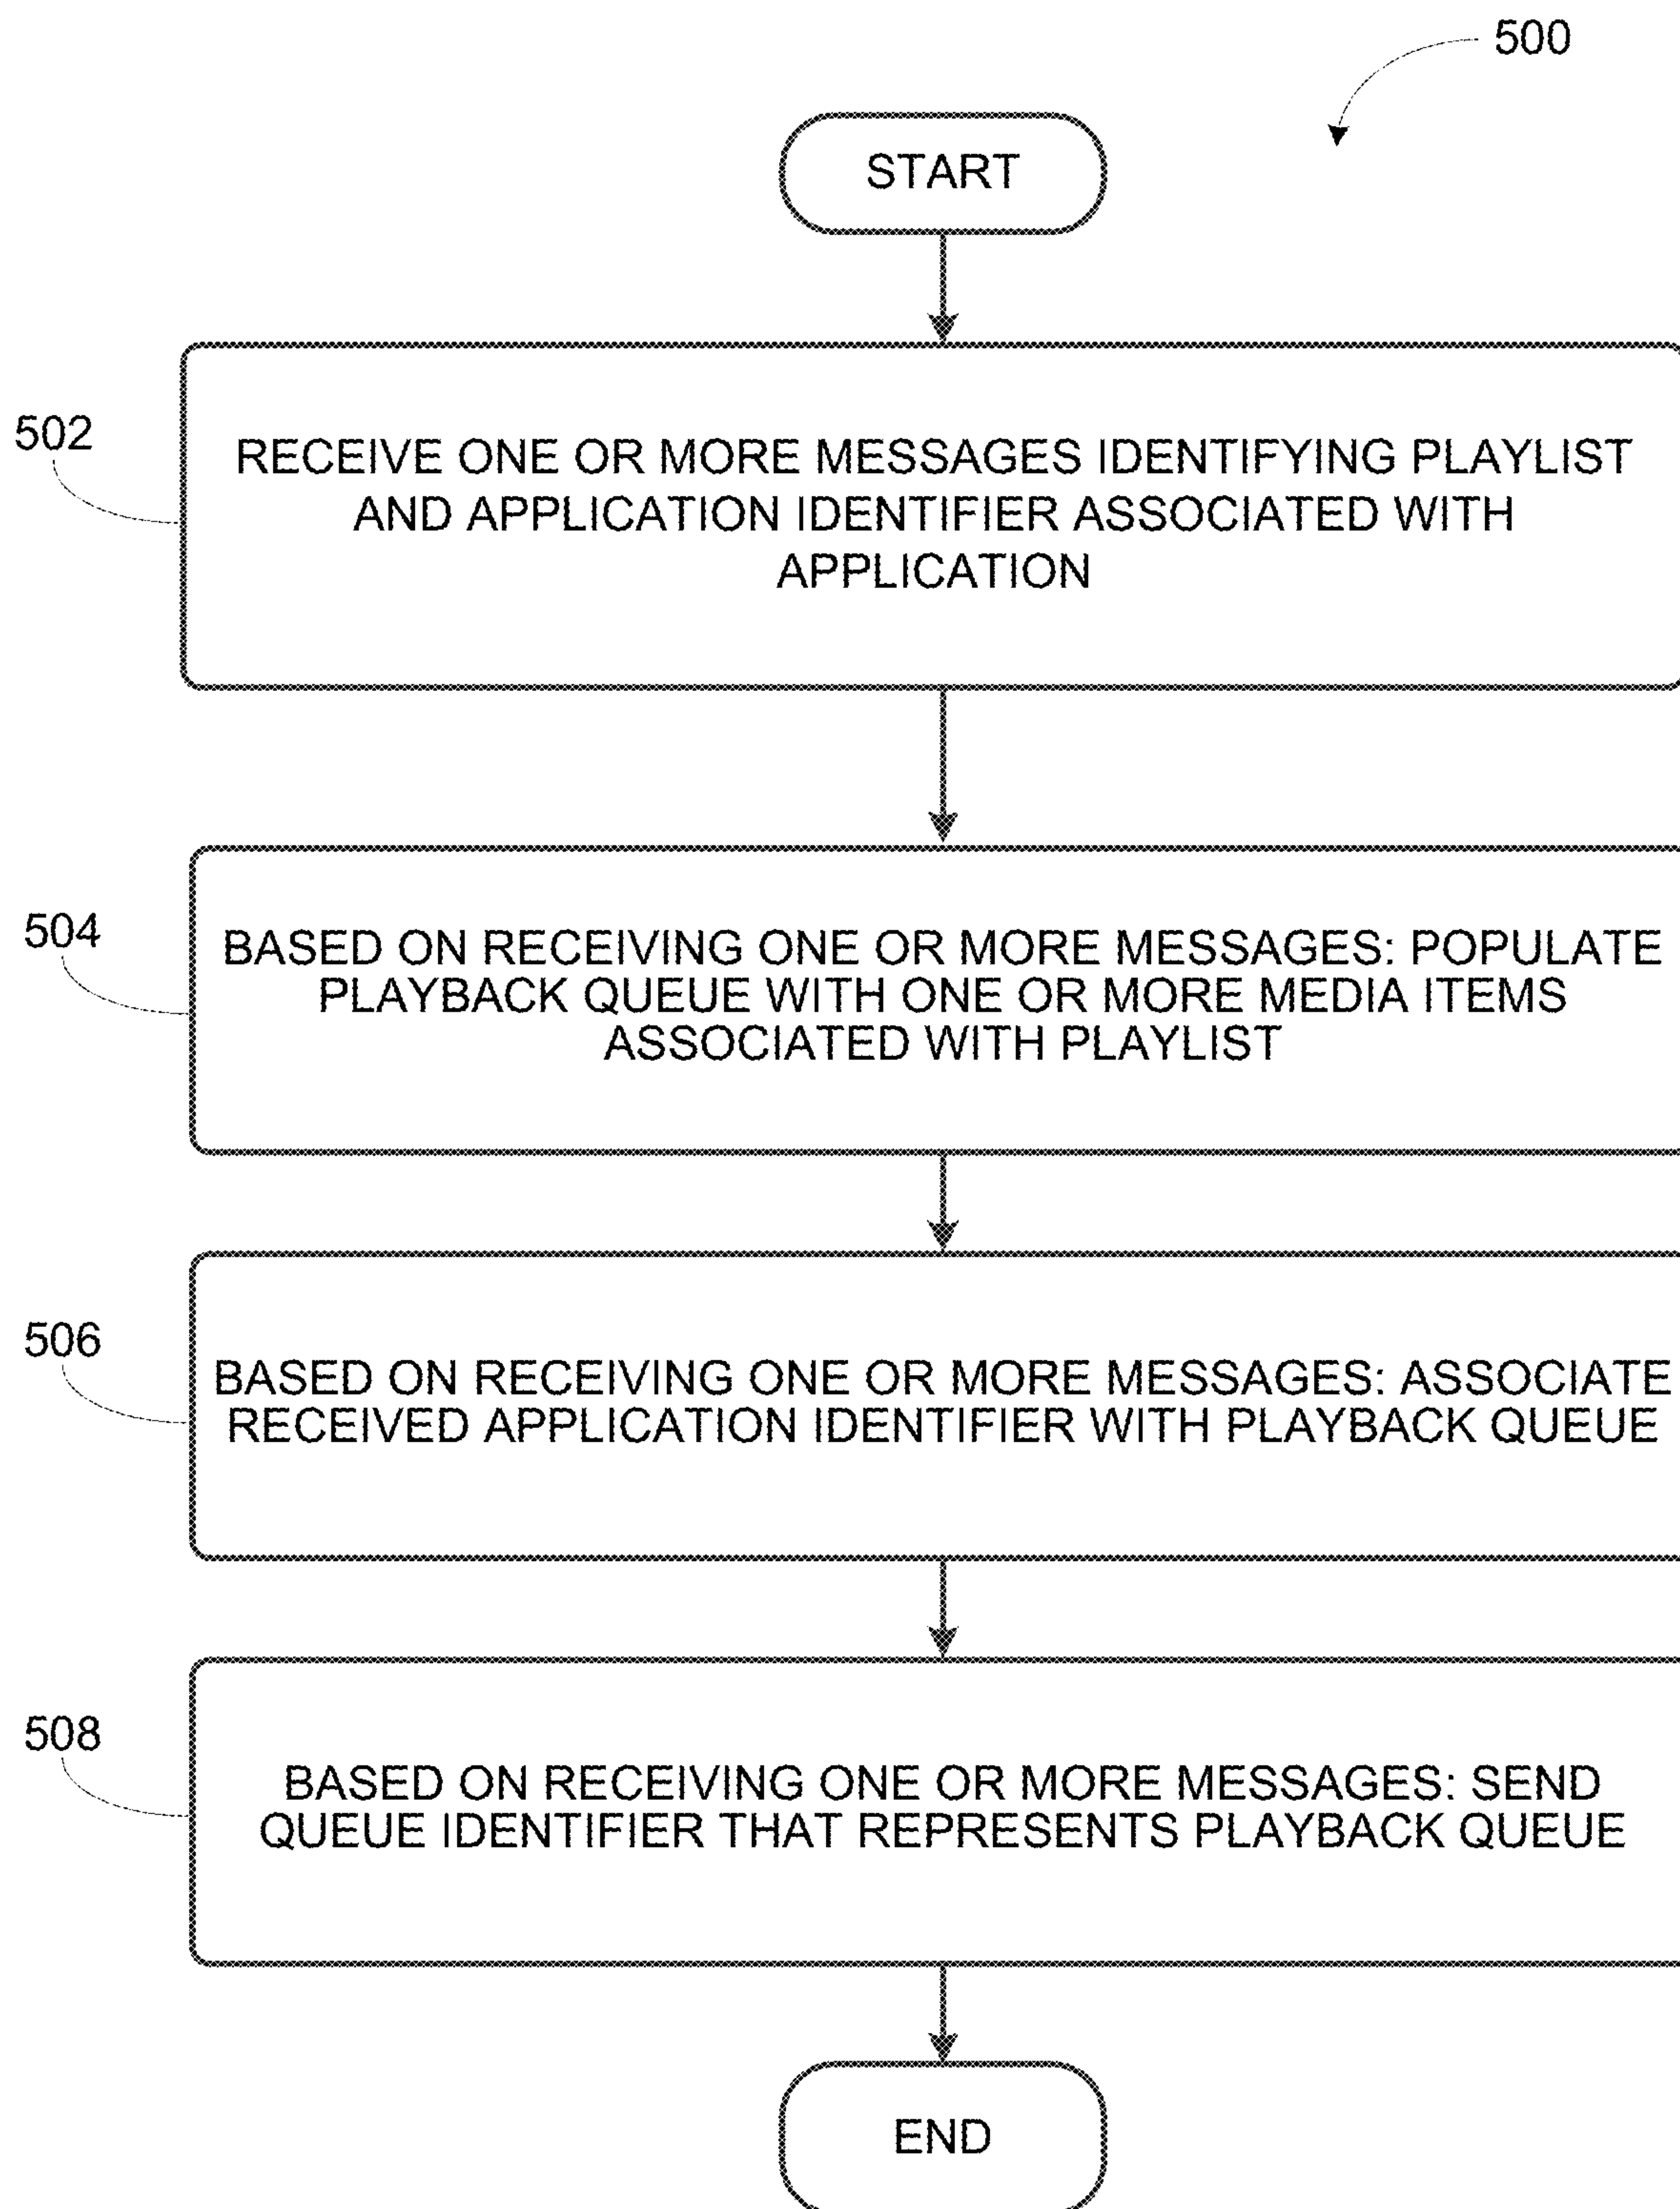 500
START
502
RECEIVE ONE OR MORE MESSAGES IDENTIFYING PLAYLIST
AND APPLICATION IDENTIFIER ASSOCIATED WITH
APPLICATION
504
BASED ON RECEIVING ONE OR MORE MESSAGES: POPULATE
PLAYBACK QUEUE WITH ONE OR MORE MEDIA ITEMS
ASSOCIATED WITH PLAYLIST
506
BASED ON RECEIVING ONE OR MORE MESSAGES: ASSOCIATE
RECEIVED APPLICATION IDENTIFIER WITH PLAYBACK QUEUE
508
BASED ON RECEIVING ONE OR MORE MESSAGES: SEND
QUEUE IDENTIFIER THAT REPRESENTS PLAYBACK QUEUE
END